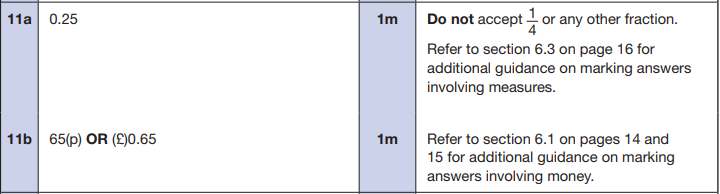 11a 0.25 1m Do not accept 1/4 or any other fraction.
Refer to section 6.3 on page 16 for
additional guidance on marking answers
involving measures.
11b 65(p) OR (£)0.65 1m Refer to section 6.1 on pages 14 and
15 for additional guidance on marking
answers involving money.